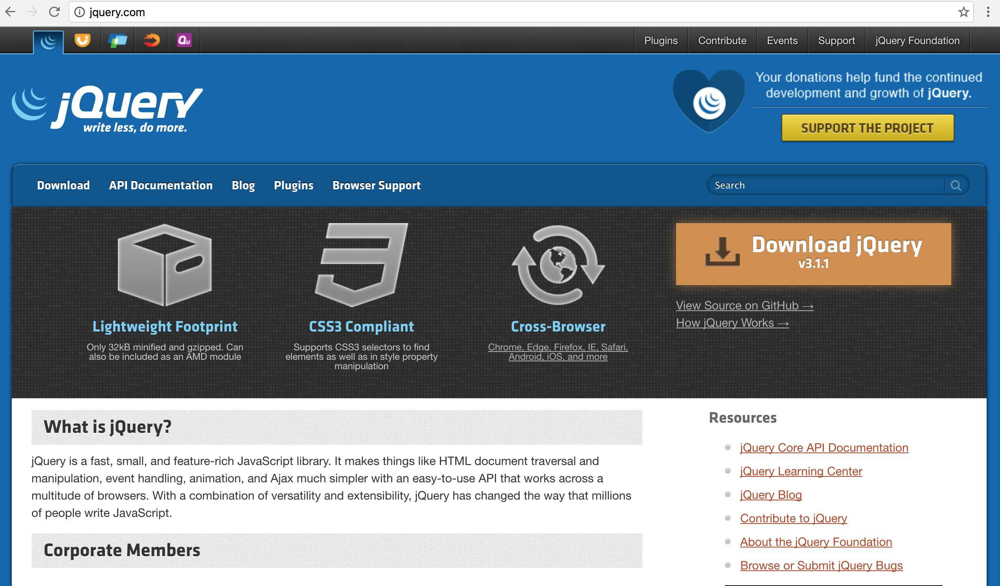 jquery.com
Qu
Plugins Contribute Events Support jQuery Foundation
jQuery
write less, do more.
Your donations help fund the continued
development and growth of jQuery.
SUPPORT THE PROJECT
Download API Documentation Blog Plugins Browser Support
Search
Lightweight Footprint
Only 32kB minified and gzipped. Can
also be included as an AMD module
CSS3 Compliant
Supports CSS3 selectors to find
elements as well as in style property
manipulation
Cross-Browser
Chrome, Edge, Firefox, IE, Safari,
Android, iOS, and more
Download jQuery
v3.1.1
View Source on GitHub →
How jQuery Works →
What is jQuery?
jQuery is a fast, small, and feature-rich JavaScript library. It makes things like HTML document traversal and
manipulation, event handling, animation, and Ajax much simpler with an easy-to-use API that works across a
multitude of browsers. With a combination of versatility and extensibility, jQuery has changed the way that millions
of people write JavaScript.
Corporate Members
Resources
jQuery Core API Documentation
jQuery Learning Center
jQuery Blog
Contribute to jQuery
About the jQuery Foundation
Browse or Submit jQuery Bugs